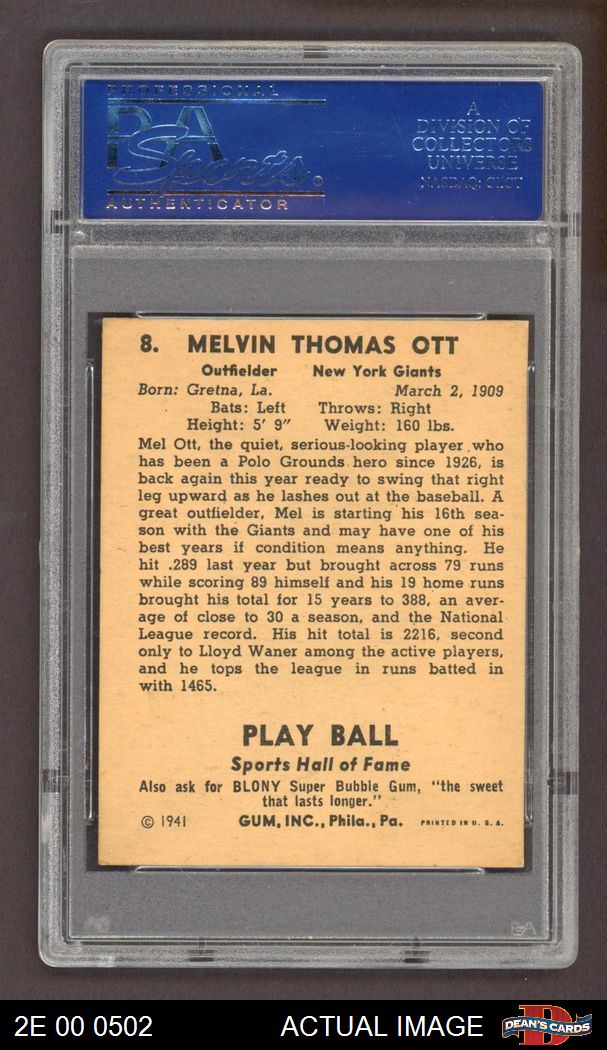 PROFESSIONAL
PSA
Sports
AUTHENTICATOR
A
DIVISION OF
COLLECTORS
UNIVERSE
NASDAQ: CLCT
8. MELVIN THOMAS OTT
Outfielder New York Giants
Born: Gretna, La. March 2, 1909
Bats: Left Throws: Right
Height: 5' 9" Weight: 160 lbs.
Mel Ott, the quiet, serious-looking player who
has been a Polo Grounds hero since 1926, is
back again this year ready to swing that right
leg upward as he lashes out at the baseball. A
great outfielder, Mel is starting his 16th sea-
son with the Giants and may have one of his
best years if condition means anything. He
hit .289 last year but brought across 79 runs
while scoring 89 himself and his 19 home runs
brought his total for 15 years to 388, an aver-
age of close to 30 a season, and the National
League record. His hit total is 2216, second
only to Lloyd Waner among the active players,
and he tops the league in runs batted in
with 1465.
PLAY BALL
Sports Hall of Fame
Also ask for BLONY Super Bubble Gum, "the sweet
that lasts longer."
© 1941 GUM, INC., Phila., Pa. PRINTED IN U. S. A.
PSA
2E 00 0502 ACTUAL IMAGE DEAN'S CARDS